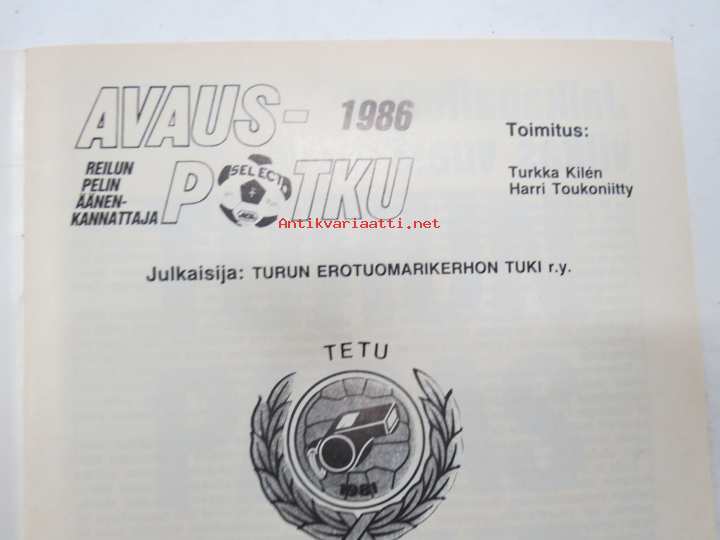 AVAUS-
1986
REILUN
PELIN
ÄÄNEN-
KANNATTAJA
POTKU
SELECT
Toimitus:
Turkka Kilén
Harri Toukoniitty
Antikvariaatti.net
Julkaisija: TURUN EROTUOMARIKERHON TUKI r.y.
TETU
1981